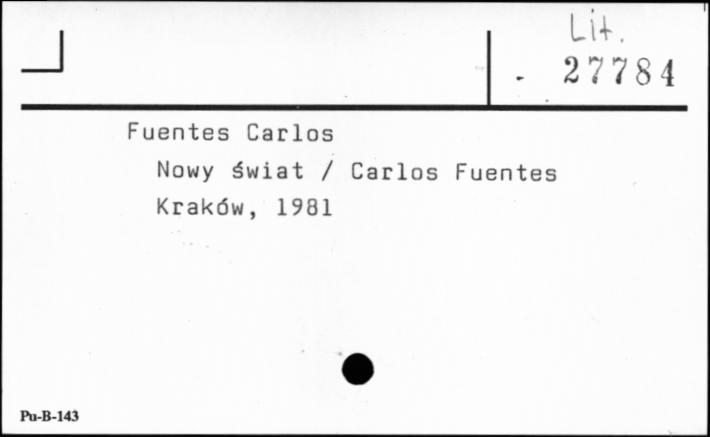 Lit.
27784
Fuentes Carlos
Nowy świat / Carlos Fuentes
Kraków, 1981
Pu-B-143